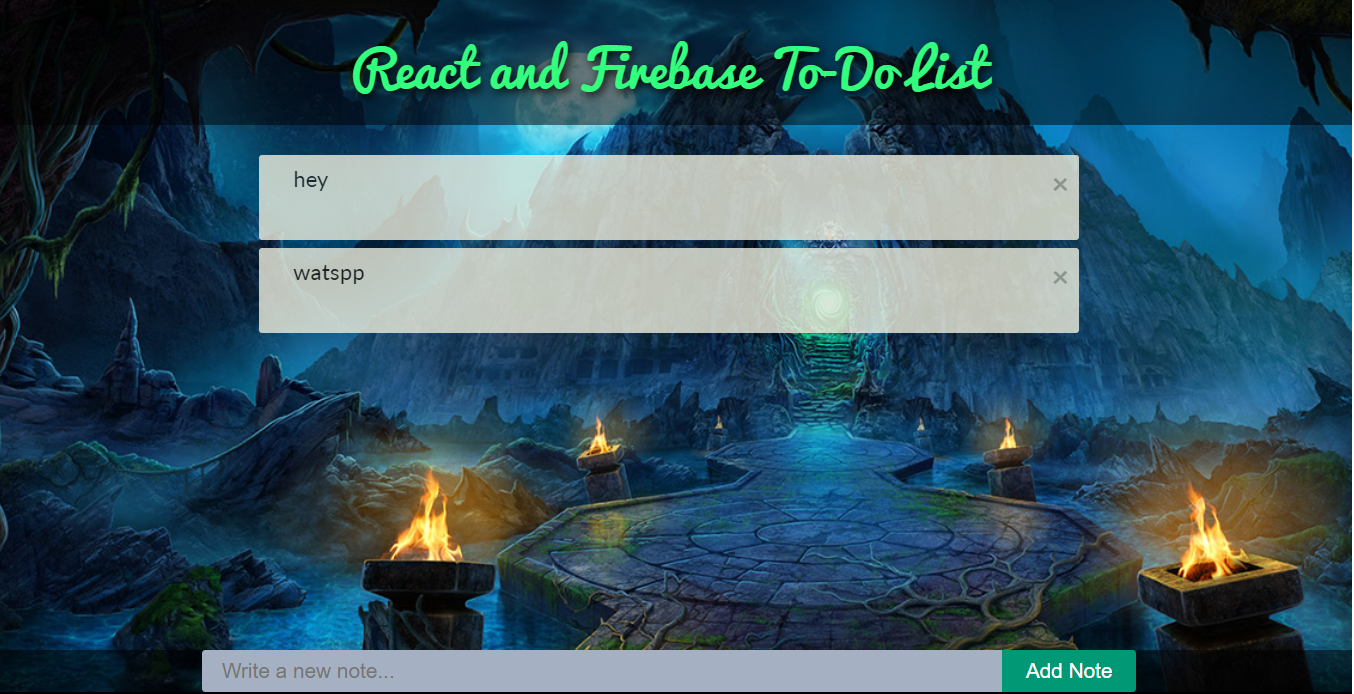 React and Firebase To-Do List
hey
×
watspp
×
Write a new note...
Add Note